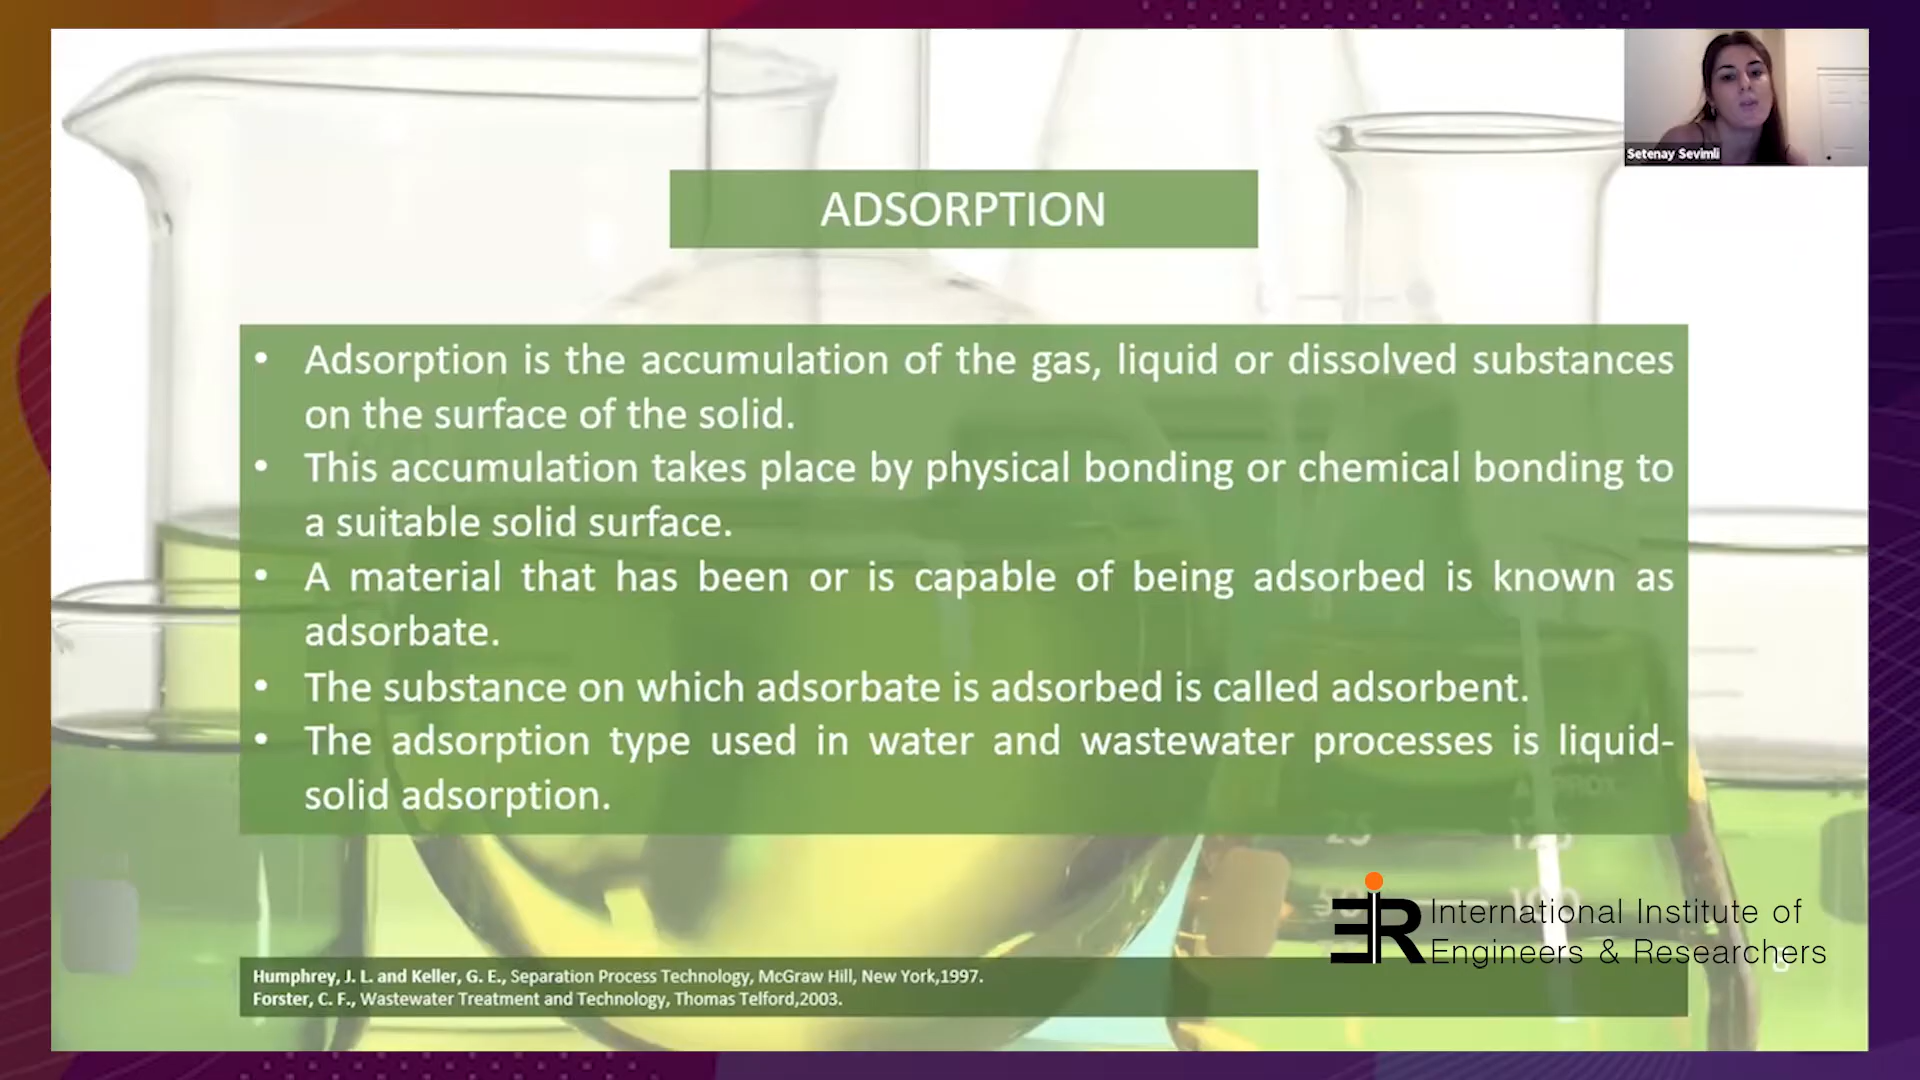 Setenay Sevimli
ADSORPTION
• Adsorption is the accumulation of the gas, liquid or dissolved substances
on the surface of the solid.
• This accumulation takes place by physical bonding or chemical bonding to
a suitable solid surface.
• A material that has been or is capable of being adsorbed is known as
adsorbate.
• The substance on which adsorbate is adsorbed is called adsorbent.
• The adsorption type used in water and wastewater processes is liquid-
solid adsorption.
APPROX
25 125
50 100
International Institute of
Engineers & Researchers
Humphrey, J. L. and Keller, G. E., Separation Process Technology, McGraw Hill, New York,1997.
Forster, C. F., Wastewater Treatment and Technology, Thomas Telford,2003.